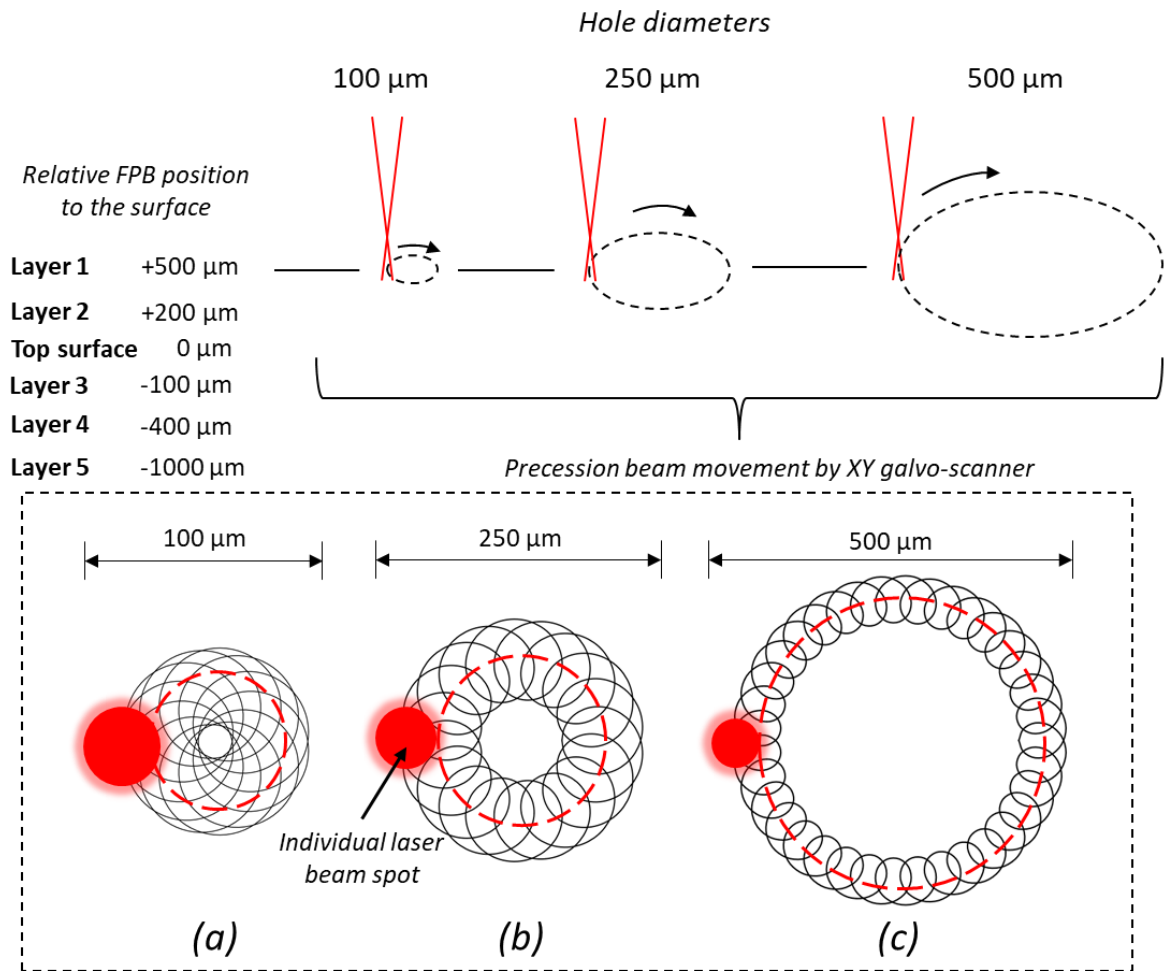 Hole diameters
100 µm
250 µm
500 µm
Relative FPB position
to the surface
Layer 1 +500 µm
Layer 2 +200 µm
Top surface 0 µm
Layer 3 -100 µm
Layer 4 -400 µm
Layer 5 -1000 µm
Precession beam movement by XY galvo-scanner
100 µm
250 µm
500 µm
Individual laser
beam spot
(a)
(b)
(c)